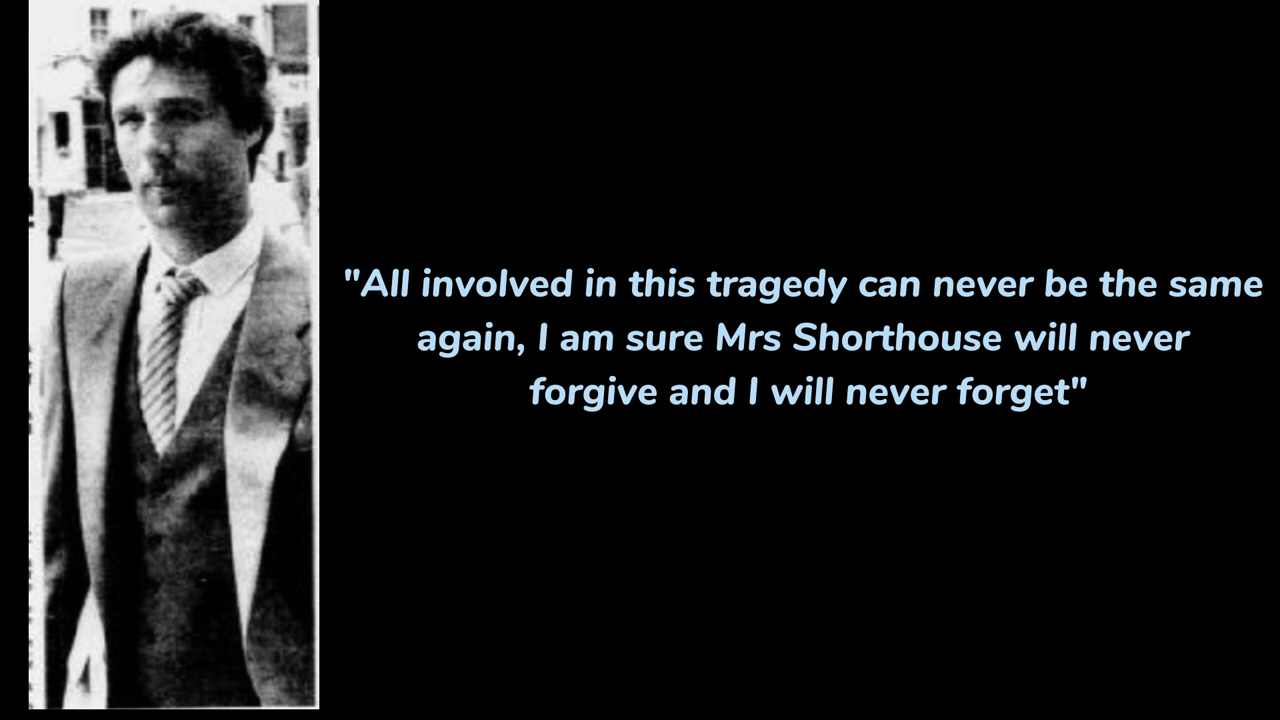 "All involved in this tragedy can never be the same
again, I am sure Mrs Shorthouse will never
forgive and I will never forget"